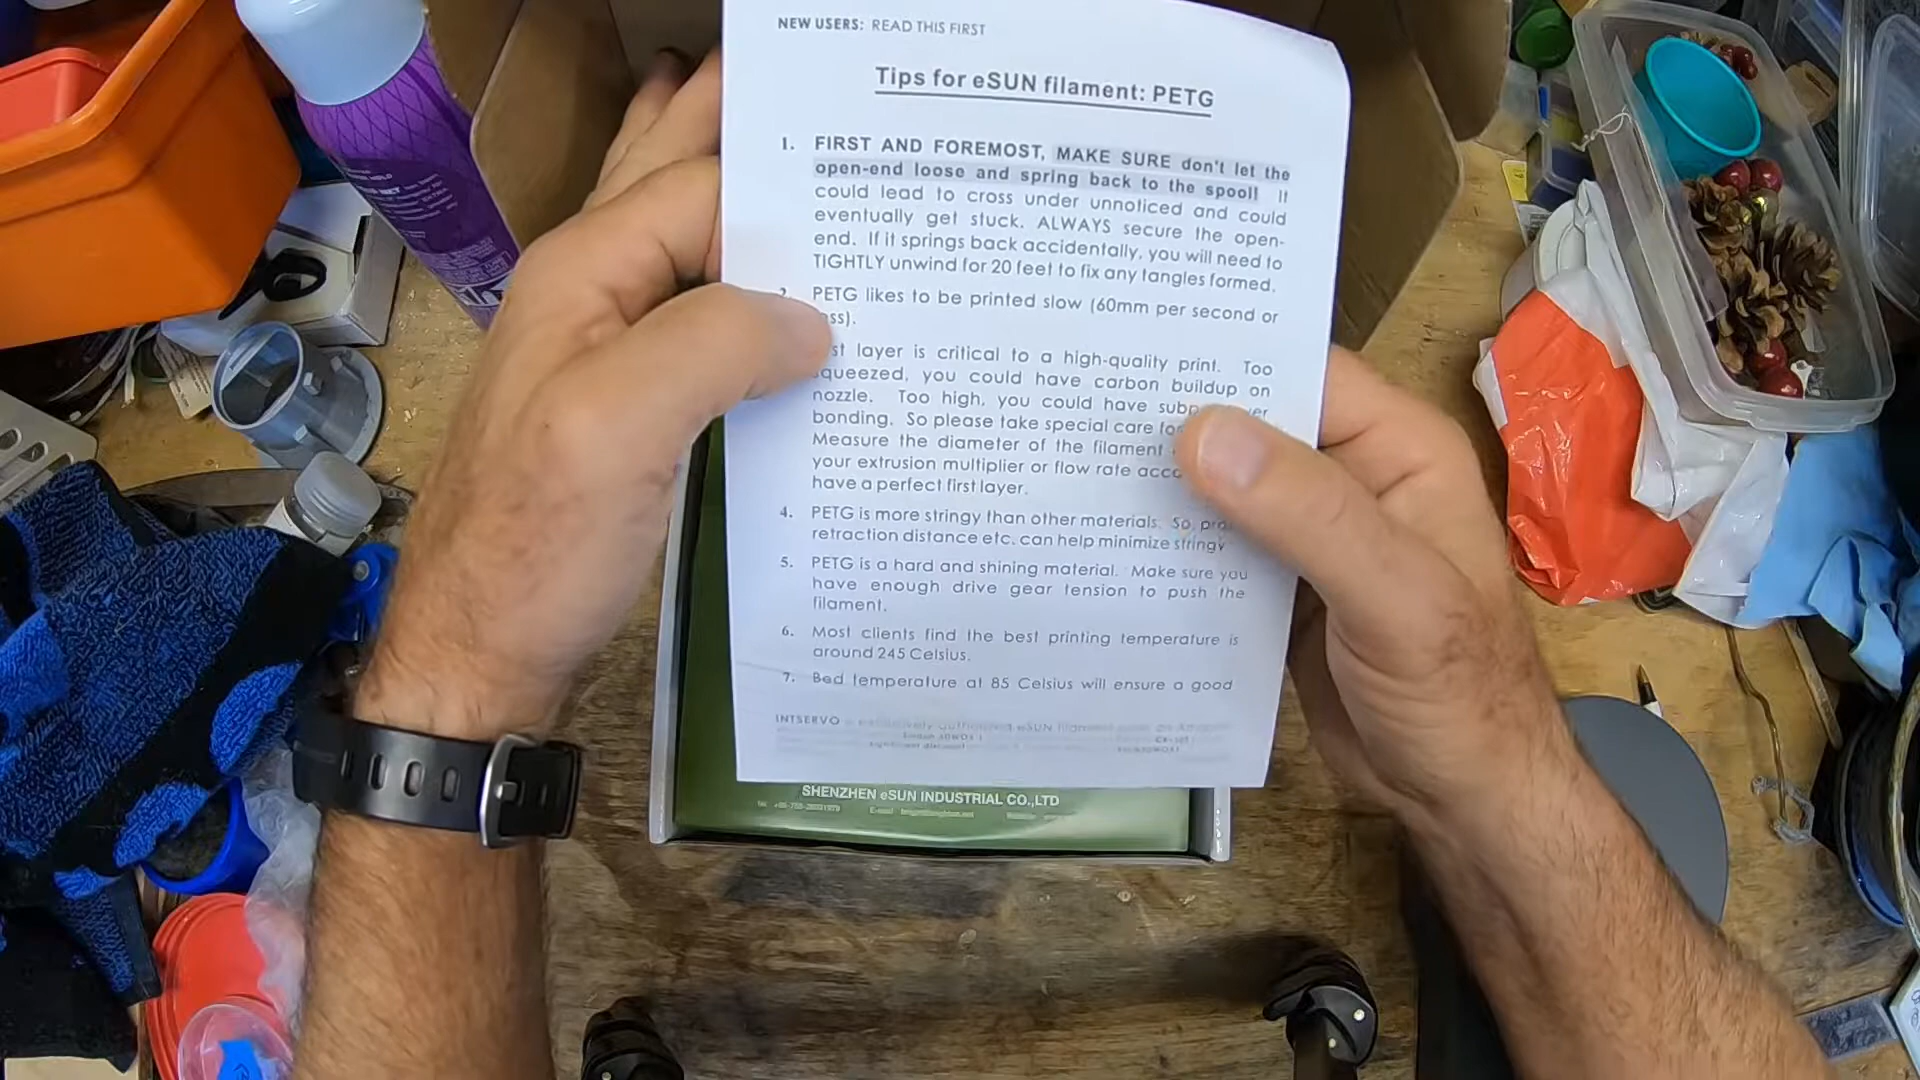 NEW USERS: READ THIS FIRST
Tips for eSUN filament: PETG
1. FIRST AND FOREMOST, MAKE SURE don't let the
open-end loose and spring back to the spool! It
could lead to cross under unnoticed and could
eventually get stuck. ALWAYS secure the open-
end. If it springs back accidentally, you will need to
TIGHTLY unwind for 20 feet to fix any tangles formed.
2. PETG likes to be printed slow (60mm per second or
ss).
st layer is critical to a high-quality print. Too
squeezed, you could have carbon buildup on
nozzle. Too high, you could have
bonding. So please take special care
Measure the diameter of the filament
your extrusion multiplier or flow rate
have a perfect first layer.
4. PETG is more stringy than other materials. So,
retraction distance etc. can help minimize stringy
5. PETG is a hard and shining material. Make sure you
have enough drive gear tension to push the
filament.
6. Most clients find the best printing temperature is
around 245 Celsius.
7. Bed temperature at 85 Celsius will ensure a good
INTSERVO
eSUN filament
SHENZHEN eSUN INDUSTRIAL CO.,LTD